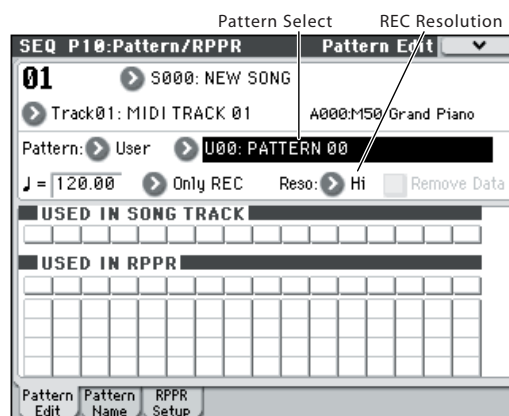 Pattern Select REC Resolution
SEQ P10:Pattern/RPPR Pattern Edit
01 S000: NEW SONG
Track01: MIDI TRACK 01 A000:M50 Grand Piano
Pattern: User U00: PATTERN 00
♩ = 120.00 Only REC Reso: Hi Remove Data
USED IN SONG TRACK
USED IN RPPR
Pattern Edit Pattern Name RPPR Setup